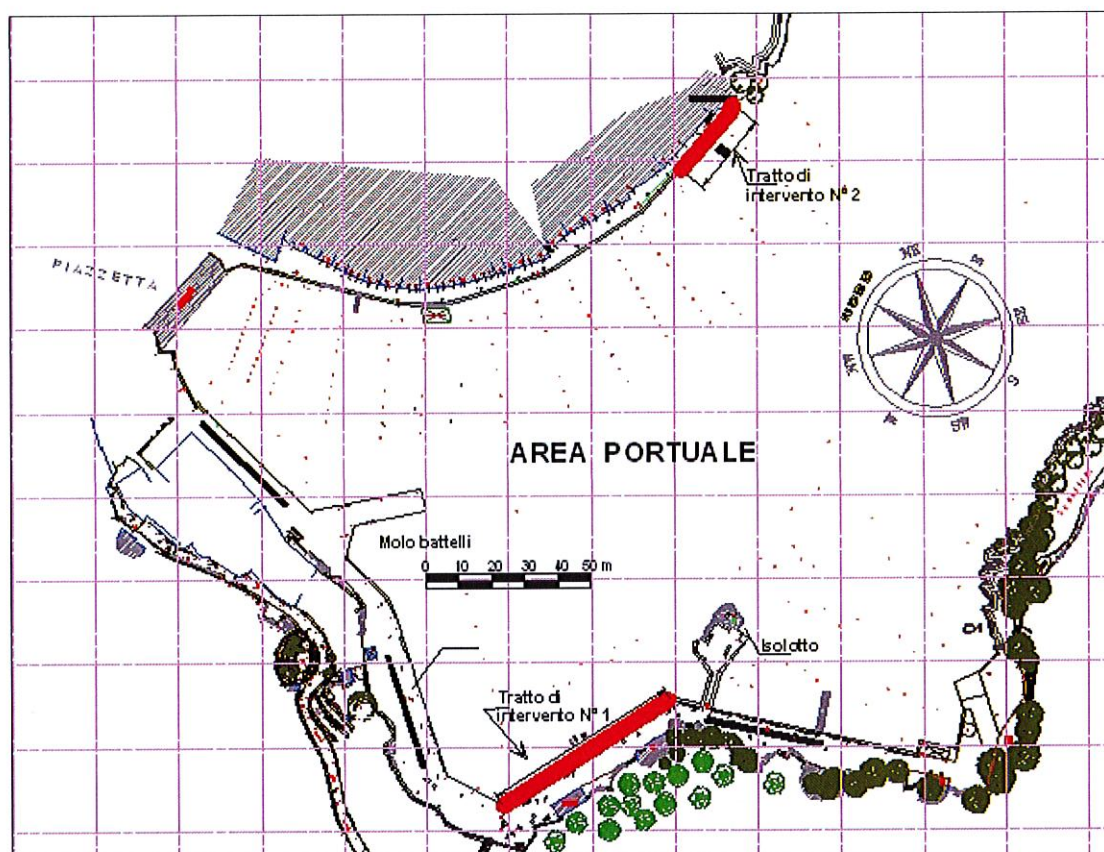 Tratto di
intervento N° 2
PIAZZETTA
AREA PORTUALE
Molo battelli
0 10 20 30 40 50 m
Isolotto
Tratto di
intervento N° 1